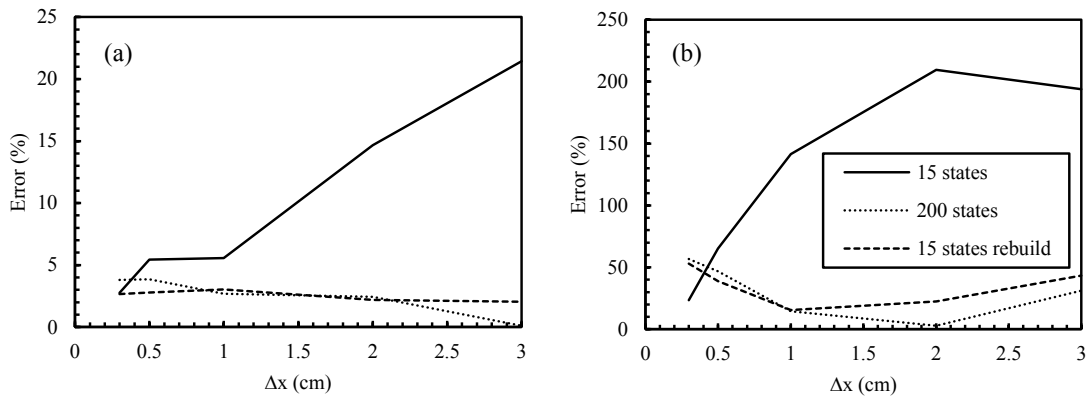 25
20
15
10
5
0
Error (%)
(a)
0 0.5 1 1.5 2 2.5 3
Δx (cm)
250
200
150
100
50
0
Error (%)
(b)
15 states
200 states
15 states rebuild
0 0.5 1 1.5 2 2.5 3
Δx (cm)